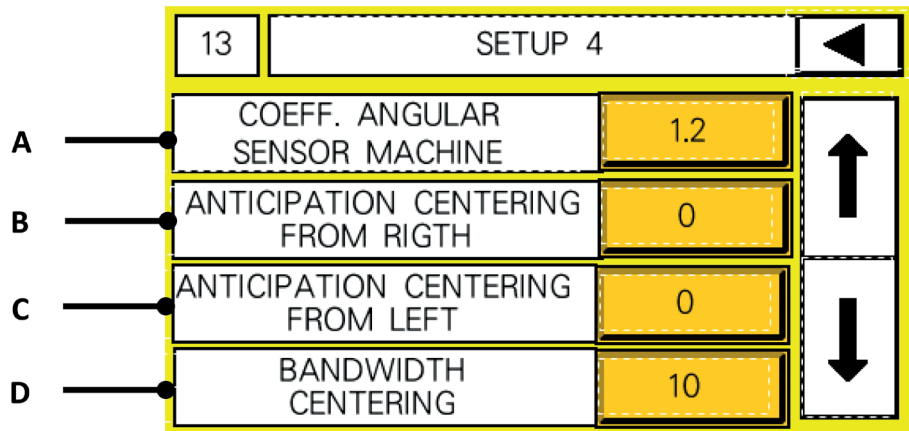 13
SETUP 4
A
COEFF. ANGULAR
SENSOR MACHINE
1.2
B
ANTICIPATION CENTERING
FROM RIGTH
0
C
ANTICIPATION CENTERING
FROM LEFT
0
D
BANDWIDTH
CENTERING
10